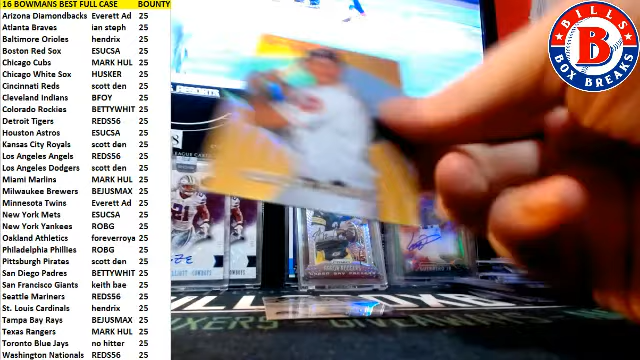 16 BOWMANS BEST FULL CASE BOUNTY
Arizona Diamondbacks Everett Ad 25
Atlanta Braves ian steph 25
Baltimore Orioles hendrix 25
Boston Red Sox ESUCSA 25
Chicago Cubs MARK HUL 25
Chicago White Sox HUSKER 25
Cincinnati Reds scott den 25
Cleveland Indians BFOY 25
Colorado Rockies BETTYWHIT 25
Detroit Tigers REDS56 25
Houston Astros ESUCSA 25
Kansas City Royals scott den 25
Los Angeles Angels REDS56 25
Los Angeles Dodgers scott den 25
Miami Marlins MARK HUL 25
Milwaukee Brewers BEJUSMAX 25
Minnesota Twins Everett Ad 25
New York Mets ESUCSA 25
New York Yankees ROBG 25
Oakland Athletics foreverroya 25
Philadelphia Phillies ROBG 25
Pittsburgh Pirates scott den 25
San Diego Padres BETTYWHIT 25
San Francisco Giants keith bae 25
Seattle Mariners REDS56 25
St. Louis Cardinals hendrix 25
Tampa Bay Rays BEJUSMAX 25
Texas Rangers MARK HUL 25
Toronto Blue Jays no hitter 25
Washington Nationals REDS56 25
BILLS
B
BOX BREAKS